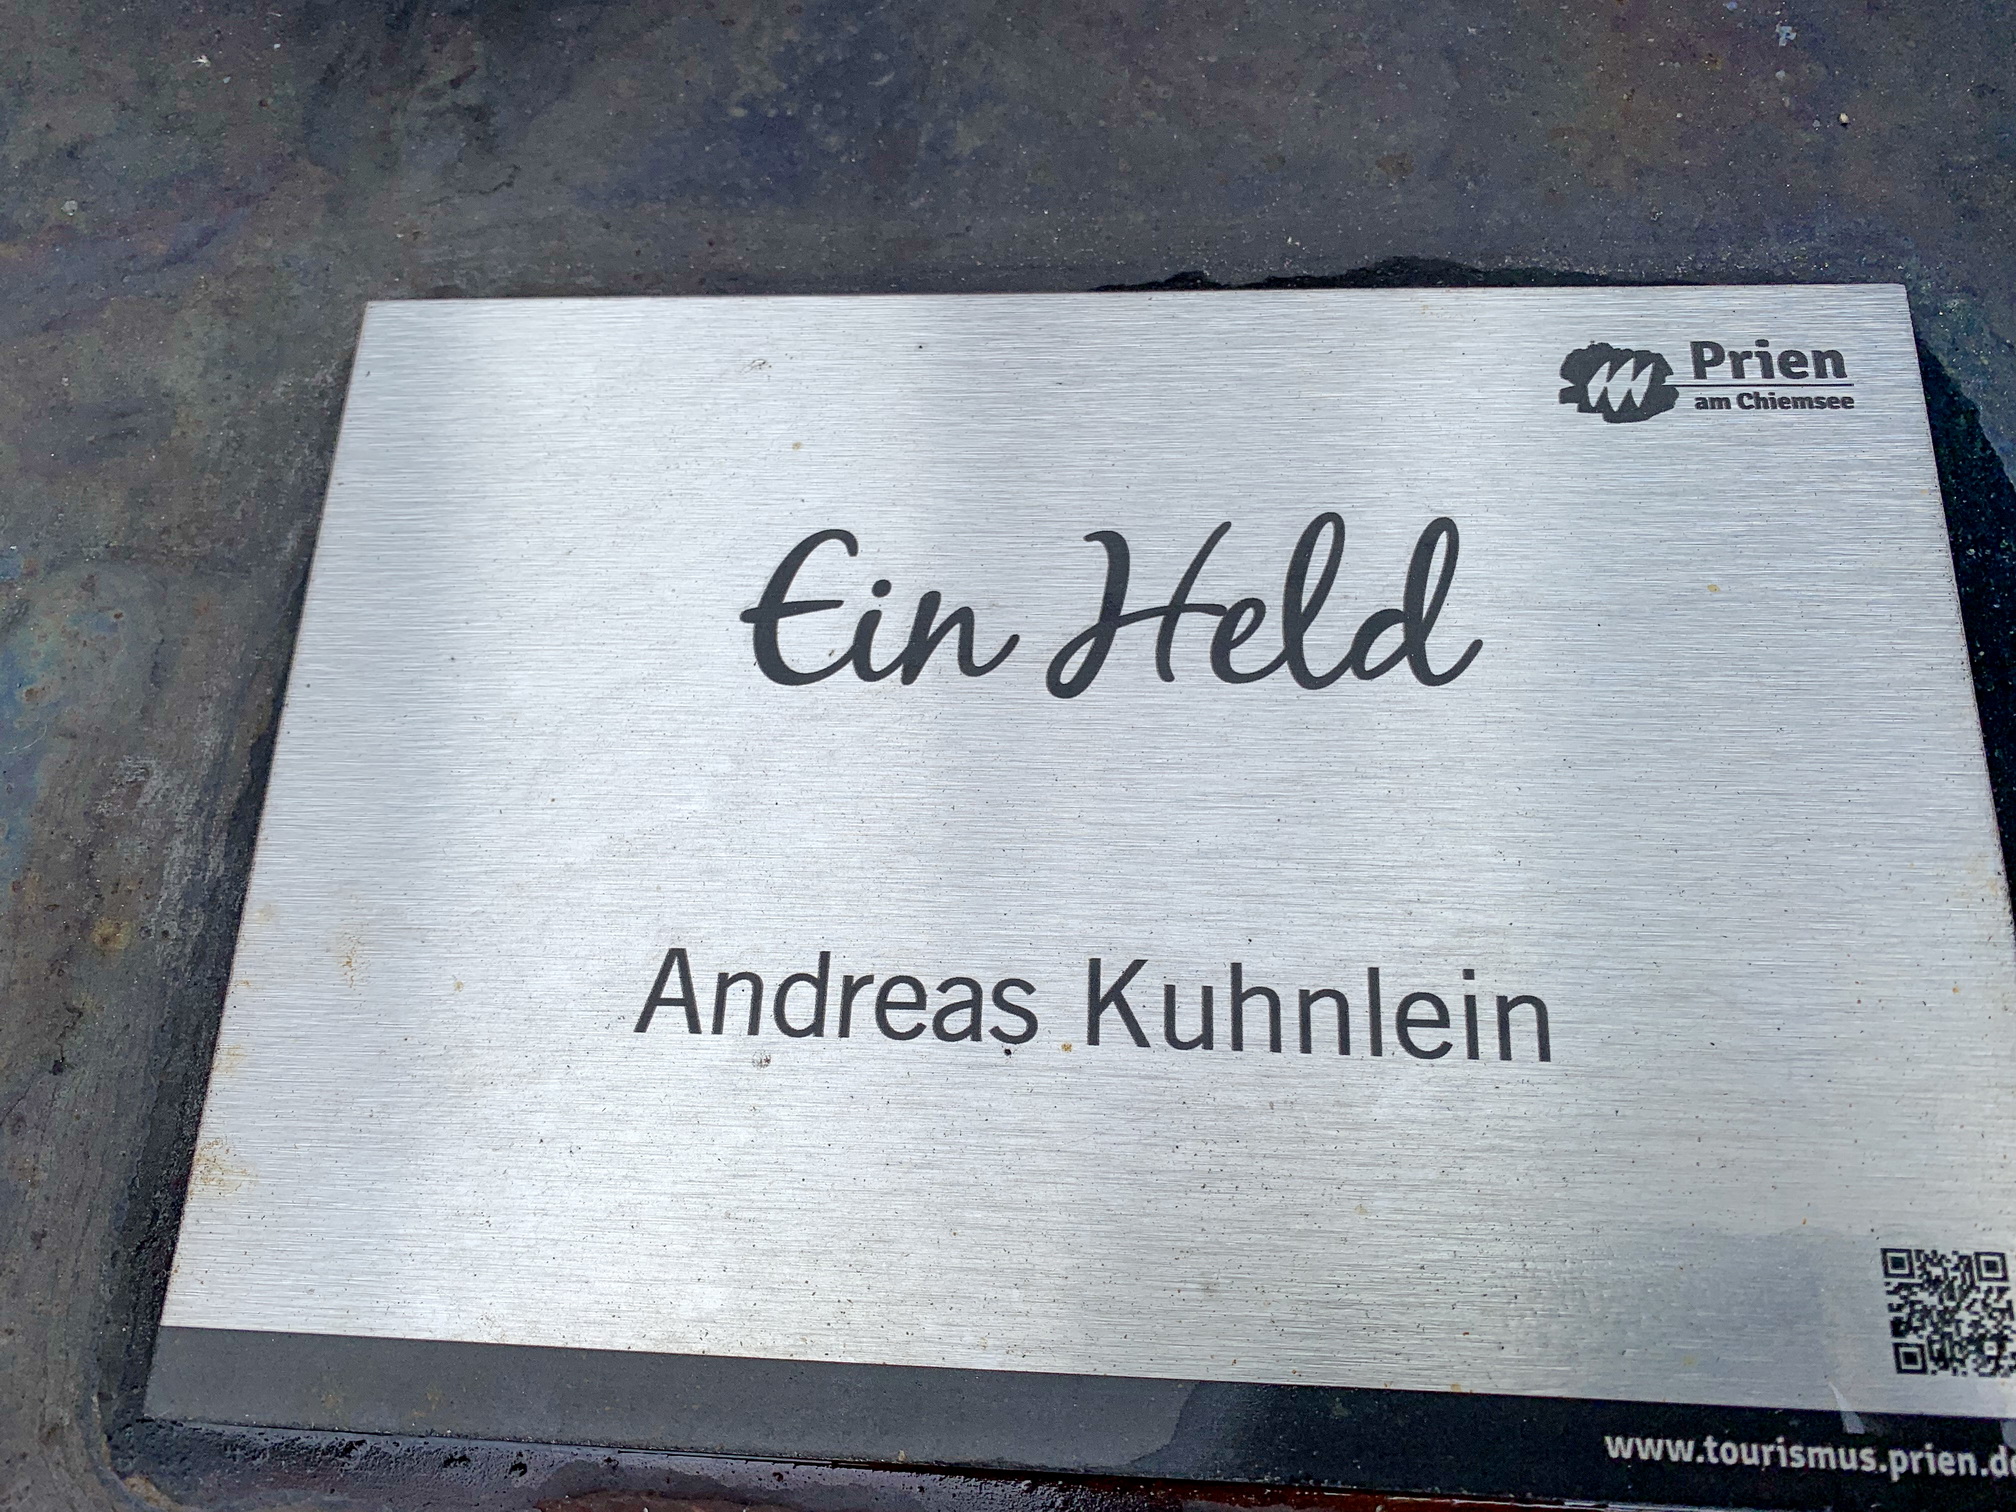 Prien
am Chiemsee
Ein Held
Andreas Kuhnlein
www.tourismus.prien.de